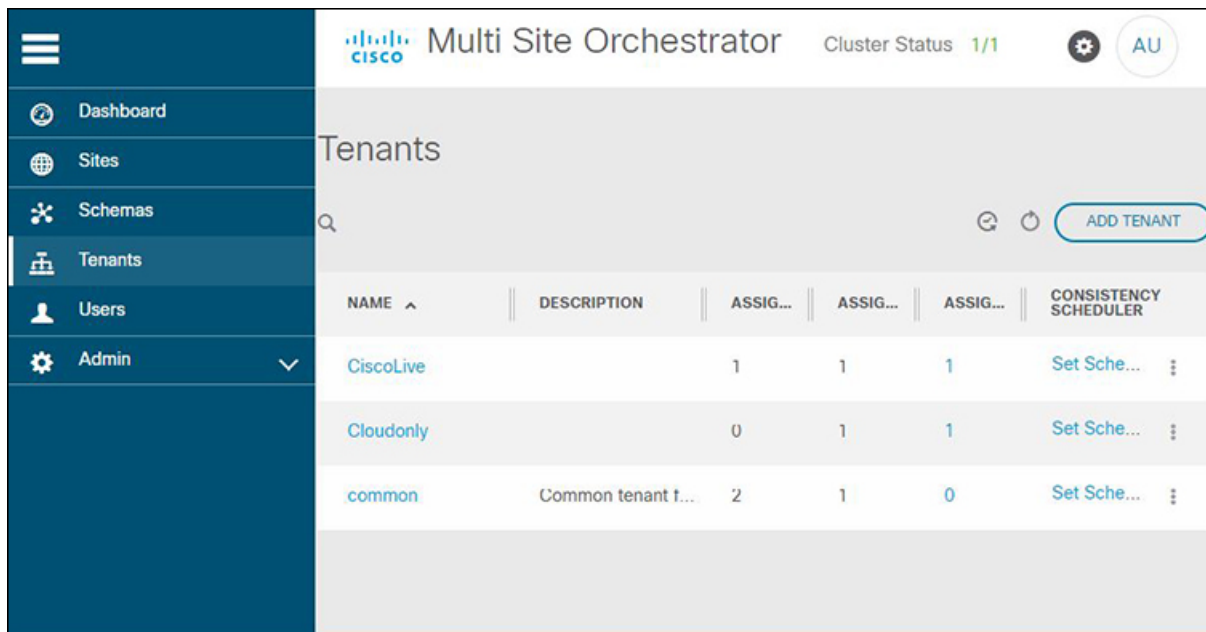 CISCO Multi Site Orchestrator Cluster Status 1/1 AU
Dashboard
Sites
Schemas
Tenants
Users
Admin
Tenants
ADD TENANT
NAME DESCRIPTION ASSIG... ASSIG... ASSIG... CONSISTENCY SCHEDULER
CiscoLive 1 1 1 Set Sche...
Cloudonly 0 1 1 Set Sche...
common Common tenant f... 2 1 0 Set Sche...